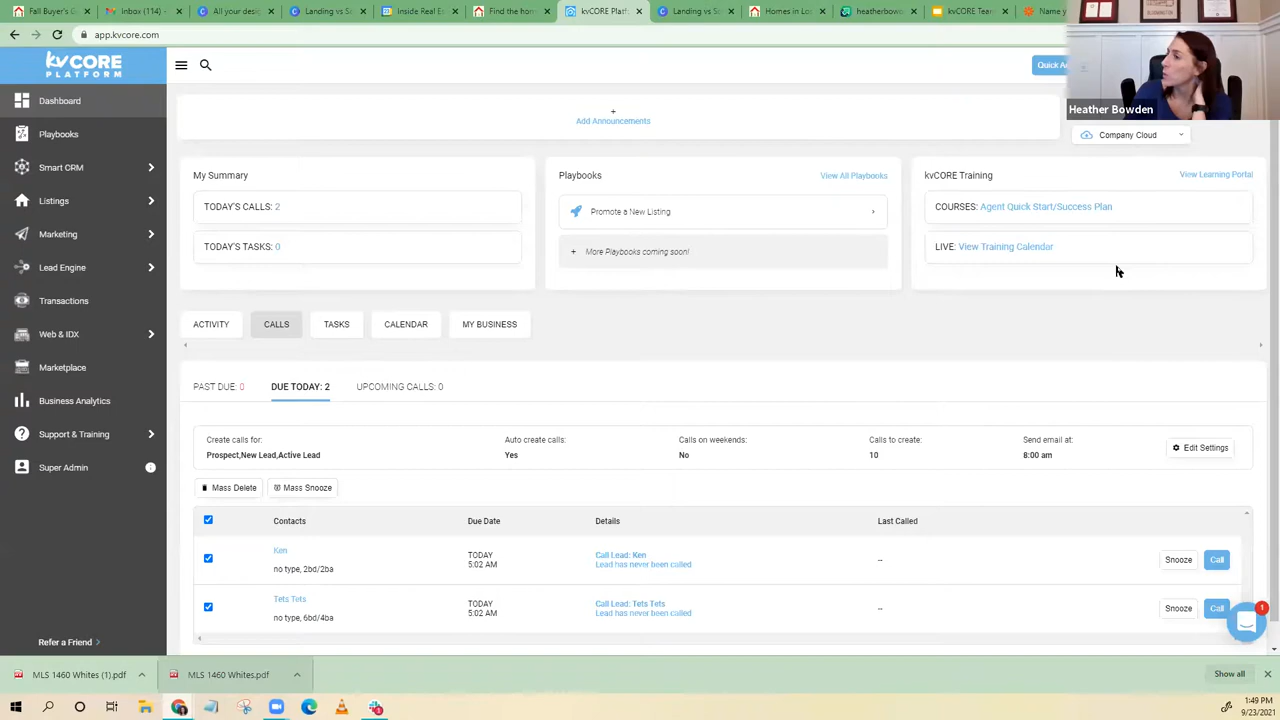 Fall Buyer's Gu
Inbox (114) -
All your desig
Landing vs Sa
Inside Real Es
Find the hom
kvCORE Platf
Landing vs Sa
Homes in Lo
heatherbowd
kvCORE Team
Name y
app.kvcore.com
kvCORE
PLATFORM
Quick A
Heather Bowden
Dashboard
Playbooks
Smart CRM
Listings
Marketing
Lead Engine
Transactions
Web & IDX
Marketplace
Business Analytics
Support & Training
Super Admin
Refer a Friend >
+
Add Announcements
Company Cloud
My Summary
TODAY'S CALLS: 2
TODAY'S TASKS: 0
Playbooks
View All Playbooks
Promote a New Listing
+ More Playbooks coming soon!
kvCORE Training
View Learning Portal
COURSES: Agent Quick Start/Success Plan
LIVE: View Training Calendar
ACTIVITY
CALLS
TASKS
CALENDAR
MY BUSINESS
PAST DUE: 0
DUE TODAY: 2
UPCOMING CALLS: 0
Create calls for:
Prospect,New Lead,Active Lead
Auto create calls:
Yes
Calls on weekends:
No
Calls to create:
10
Send email at:
8:00 am
Edit Settings
Mass Delete
Mass Snooze
Contacts
Due Date
Details
Last Called
Ken
no type, 2bd/2ba
TODAY
5:02 AM
Call Lead: Ken
Lead has never been called
--
Snooze
Call
Tets Tets
no type, 6bd/4ba
TODAY
5:02 AM
Call Lead: Tets Tets
Lead has never been called
--
Snooze
Call
1
MLS 1460 Whites (1).pdf
MLS 1460 Whites.pdf
Show all
1:49 PM
9/23/2021